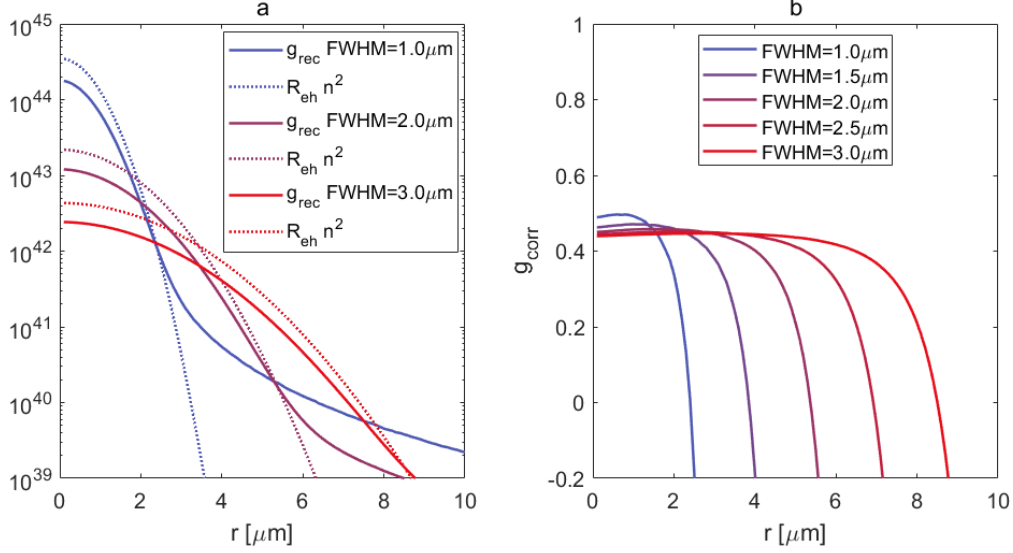 a
10^45
10^44
10^43
10^42
10^41
10^40
10^39
0 2 4 6 8 10
r [μm]
g_rec FWHM=1.0μm
R_eh n^2
g_rec FWHM=2.0μm
R_eh n^2
g_rec FWHM=3.0μm
R_eh n^2
b
1
0.8
0.6
0.4
0.2
0
-0.2
g_corr
0 2 4 6 8 10
r [μm]
FWHM=1.0μm
FWHM=1.5μm
FWHM=2.0μm
FWHM=2.5μm
FWHM=3.0μm